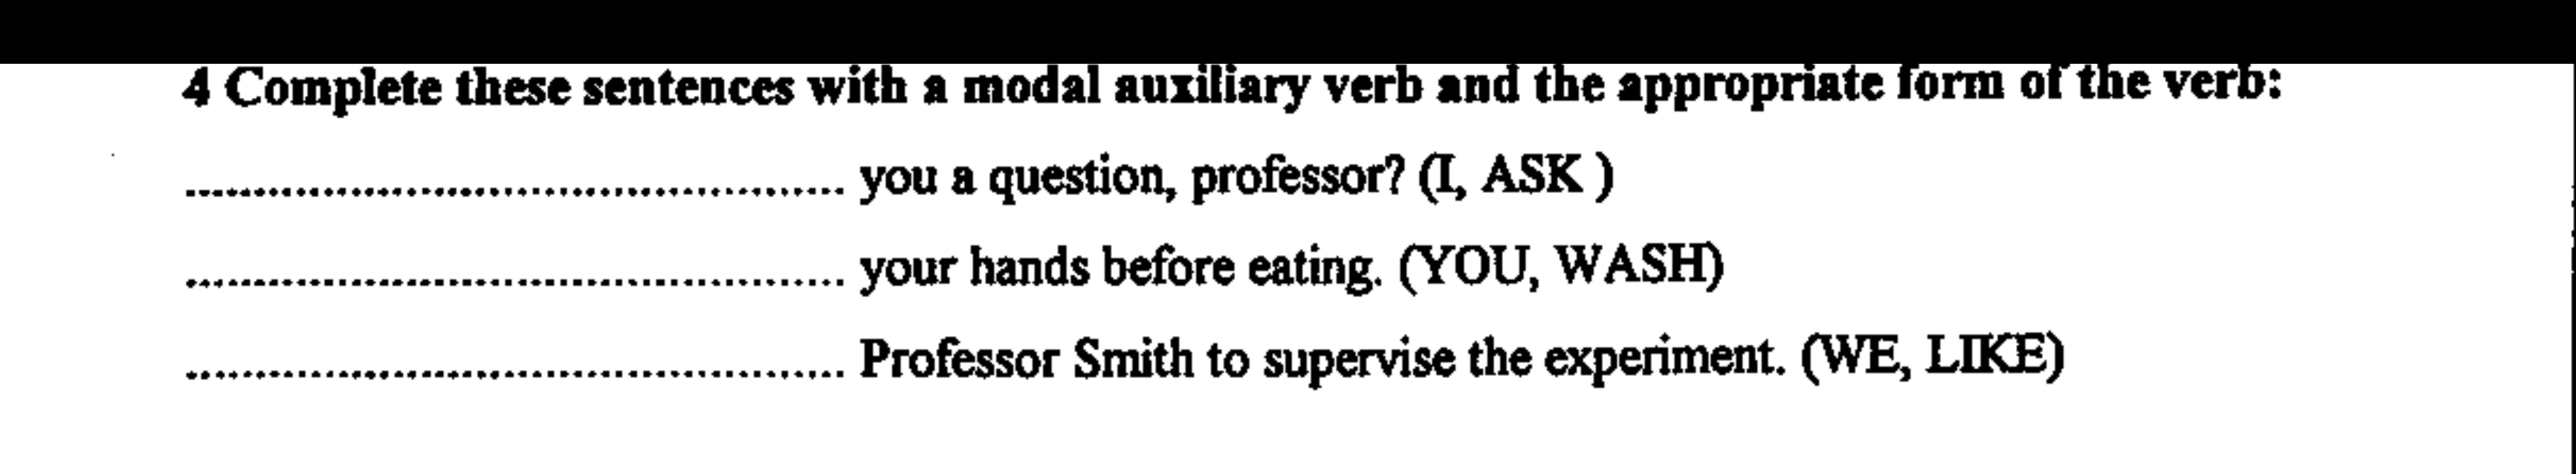 4 Complete these sentences with a modal auxiliary verb and the appropriate form of the verb:
................................................ you a question, professor? (I, ASK )
................................................ your hands before eating. (YOU, WASH)
................................................ Professor Smith to supervise the experiment. (WE, LIKE)